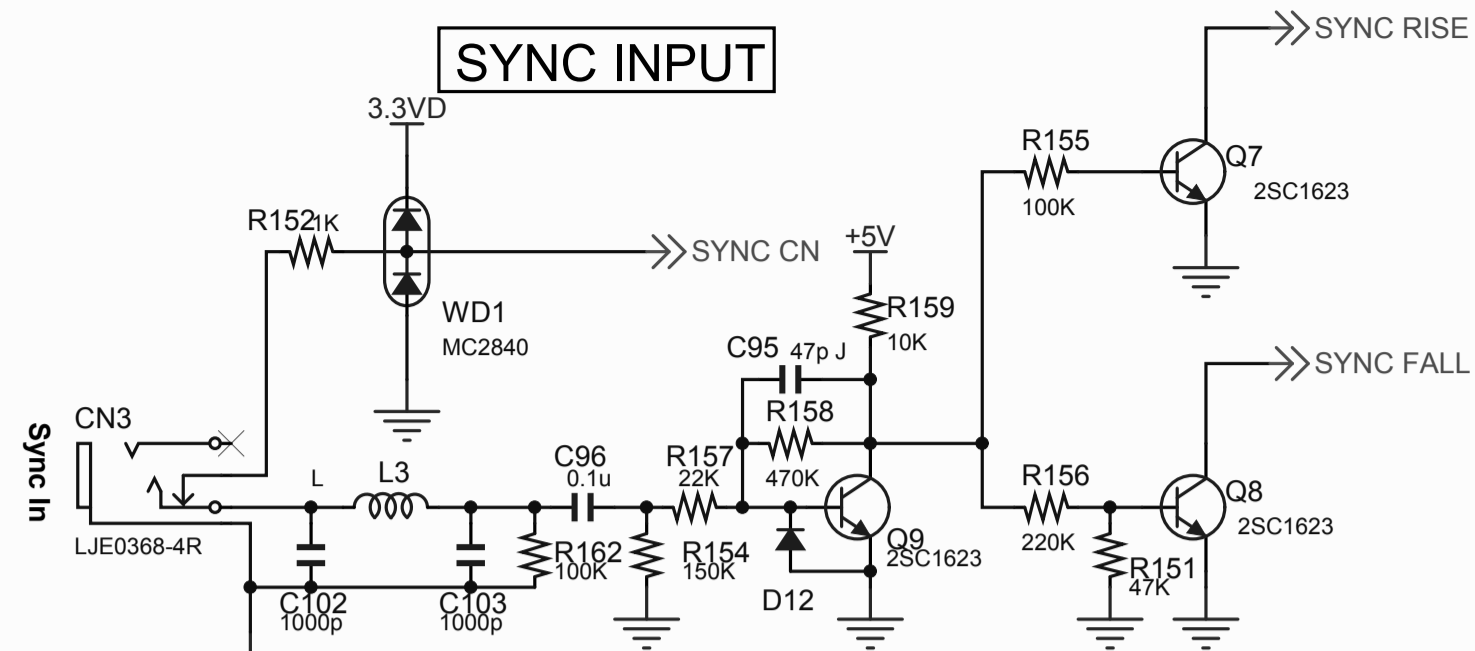 SYNC INPUT
SYNC RISE
3.3VD
R155
Q7
100K
2SC1623
R152
1K
+5V
SYNC CN
R159
10K
WD1
MC2840
C95
47p J
SYNC FALL
R158
CN3
Sync In
L
L3
C96
0.1u
R157
22K
470K
R156
Q8
2SC1623
220K
LJE0368-4R
R162
100K
R154
150K
Q9
2SC1623
R151
47K
C102
1000p
C103
1000p
D12